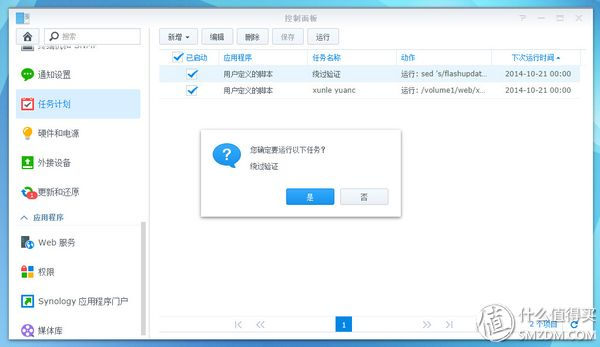 控制面板
搜索
终端机和 SNMP
通知设置
任务计划
硬件和电源
外接设备
更新和还原
1
应用程序
Web 服务
权限
Synology 应用程序门户
媒体库
新增 编辑 删除 保存 运行
已启动 应用程序 任务名称 动作 下次运行时间
用户定义的脚本 绕过验证 运行: sed 's/flashupdat... 2014-10-21 00:00
用户定义的脚本 xunle yuanc 运行: /volume1/web/x... 2014-10-21 00:00
您确定要运行以下任务?
绕过验证
是 否
1
2 个项目
值 什么值得买
SMZDM.COM